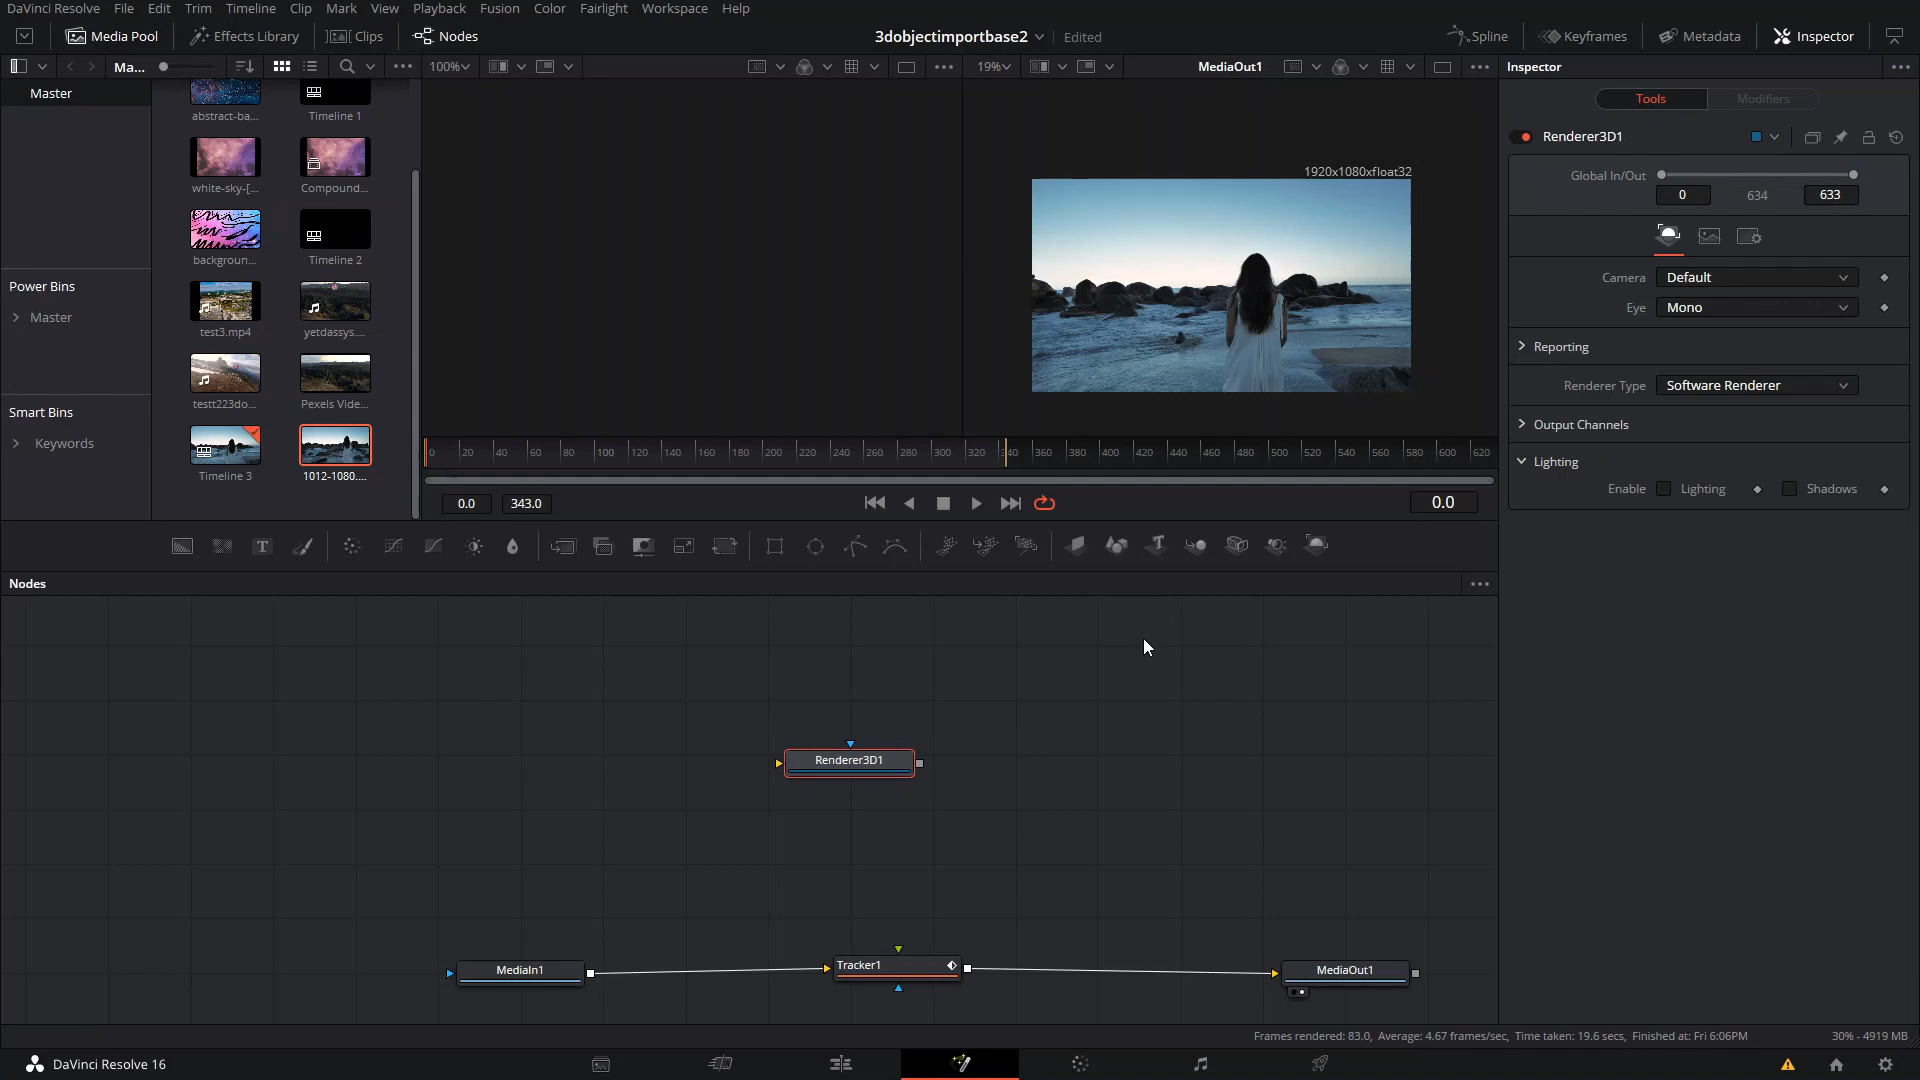 DaVinci Resolve File Edit Trim Timeline Clip Mark View Playback Fusion Color Fairlight Workspace Help
Media Pool Effects Library Clips Nodes 3dobjectimportbase2 Edited Spline Keyframes Metadata Inspector
Ma... 100% 19% MediaOut1 Inspector
Master
Power Bins
Master
Smart Bins
Keywords
abstract-ba... Timeline 1
white-sky-[... Compound...
backgroun... Timeline 2
test3.mp4 yetdassys....
testt223do... Pexels Vide...
Timeline 3 1012-1080....
1920x1080xfloat32
0 20 40 60 80 100 120 140 160 180 200 220 240 260 280 300 320 340 360 380 400 420 440 460 480 500 520 540 560 580 600 620
0.0 343.0 0.0
Tools Modifiers
Renderer3D1
Global In/Out
0 634 633
Camera Default
Eye Mono
Reporting
Renderer Type Software Renderer
Output Channels
Lighting
Enable Lighting Shadows
Nodes
Renderer3D1
MediaIn1 Tracker1 MediaOut1
Frames rendered: 83.0, Average: 4.67 frames/sec, Time taken: 19.6 secs, Finished at: Fri 6:06PM 30% - 4919 MB
DaVinci Resolve 16